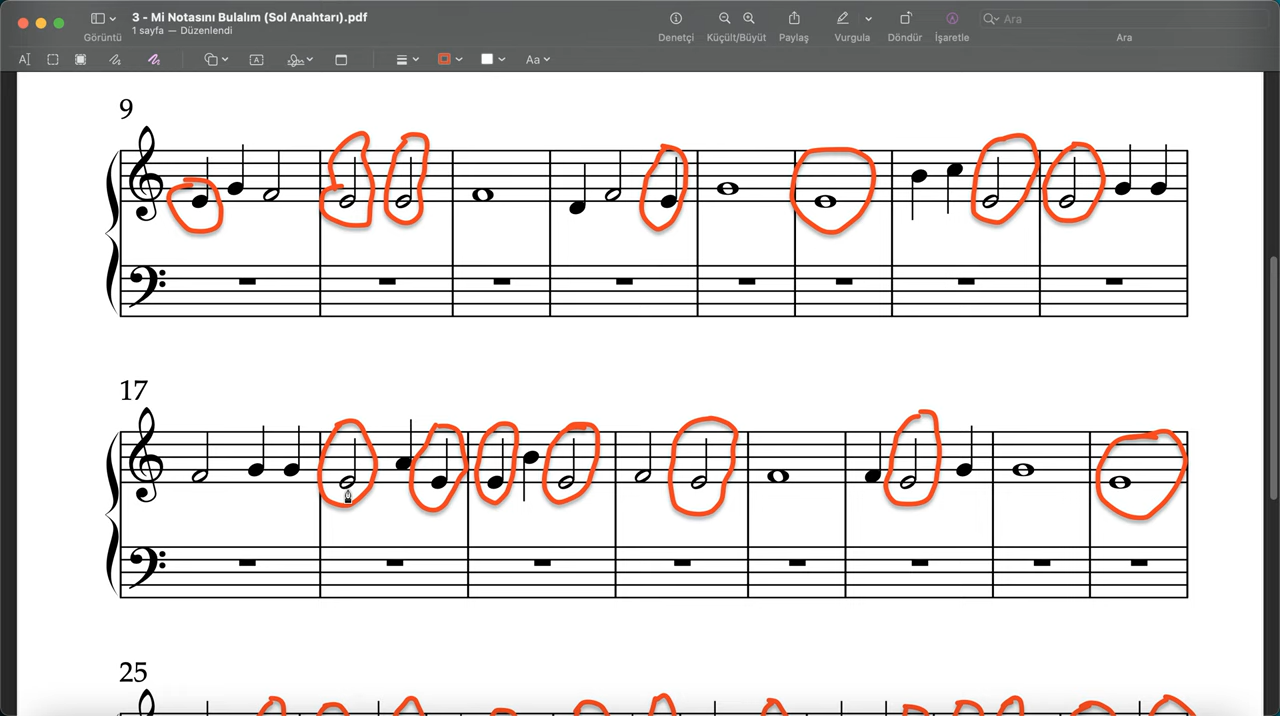 3 - Mi Notasını Bulalım (Sol Anahtarı).pdf
1 sayfa — Düzenlendi
Görüntü
Denetçi
Küçült/Büyüt
Paylaş
Vurgula
Döndür
İşaretle
Ara
Ara
A
A
Aa
9
17
25